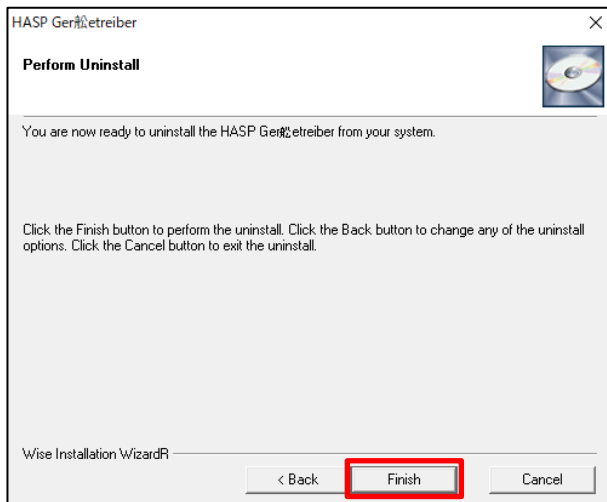 HASP Ger舩etreiber
Perform Uninstall
You are now ready to uninstall the HASP Ger舩etreiber from your system.
Click the Finish button to perform the uninstall. Click the Back button to change any of the uninstall
options. Click the Cancel button to exit the uninstall.
Wise Installation WizardR
< Back Finish Cancel